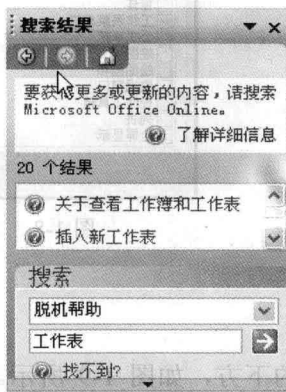 搜索结果
要获得更多或更新的内容，请搜索
Microsoft Office Online。
了解详细信息
20 个结果
关于查看工作簿和工作表
插入新工作表
搜索
脱机帮助
工作表
找不到?